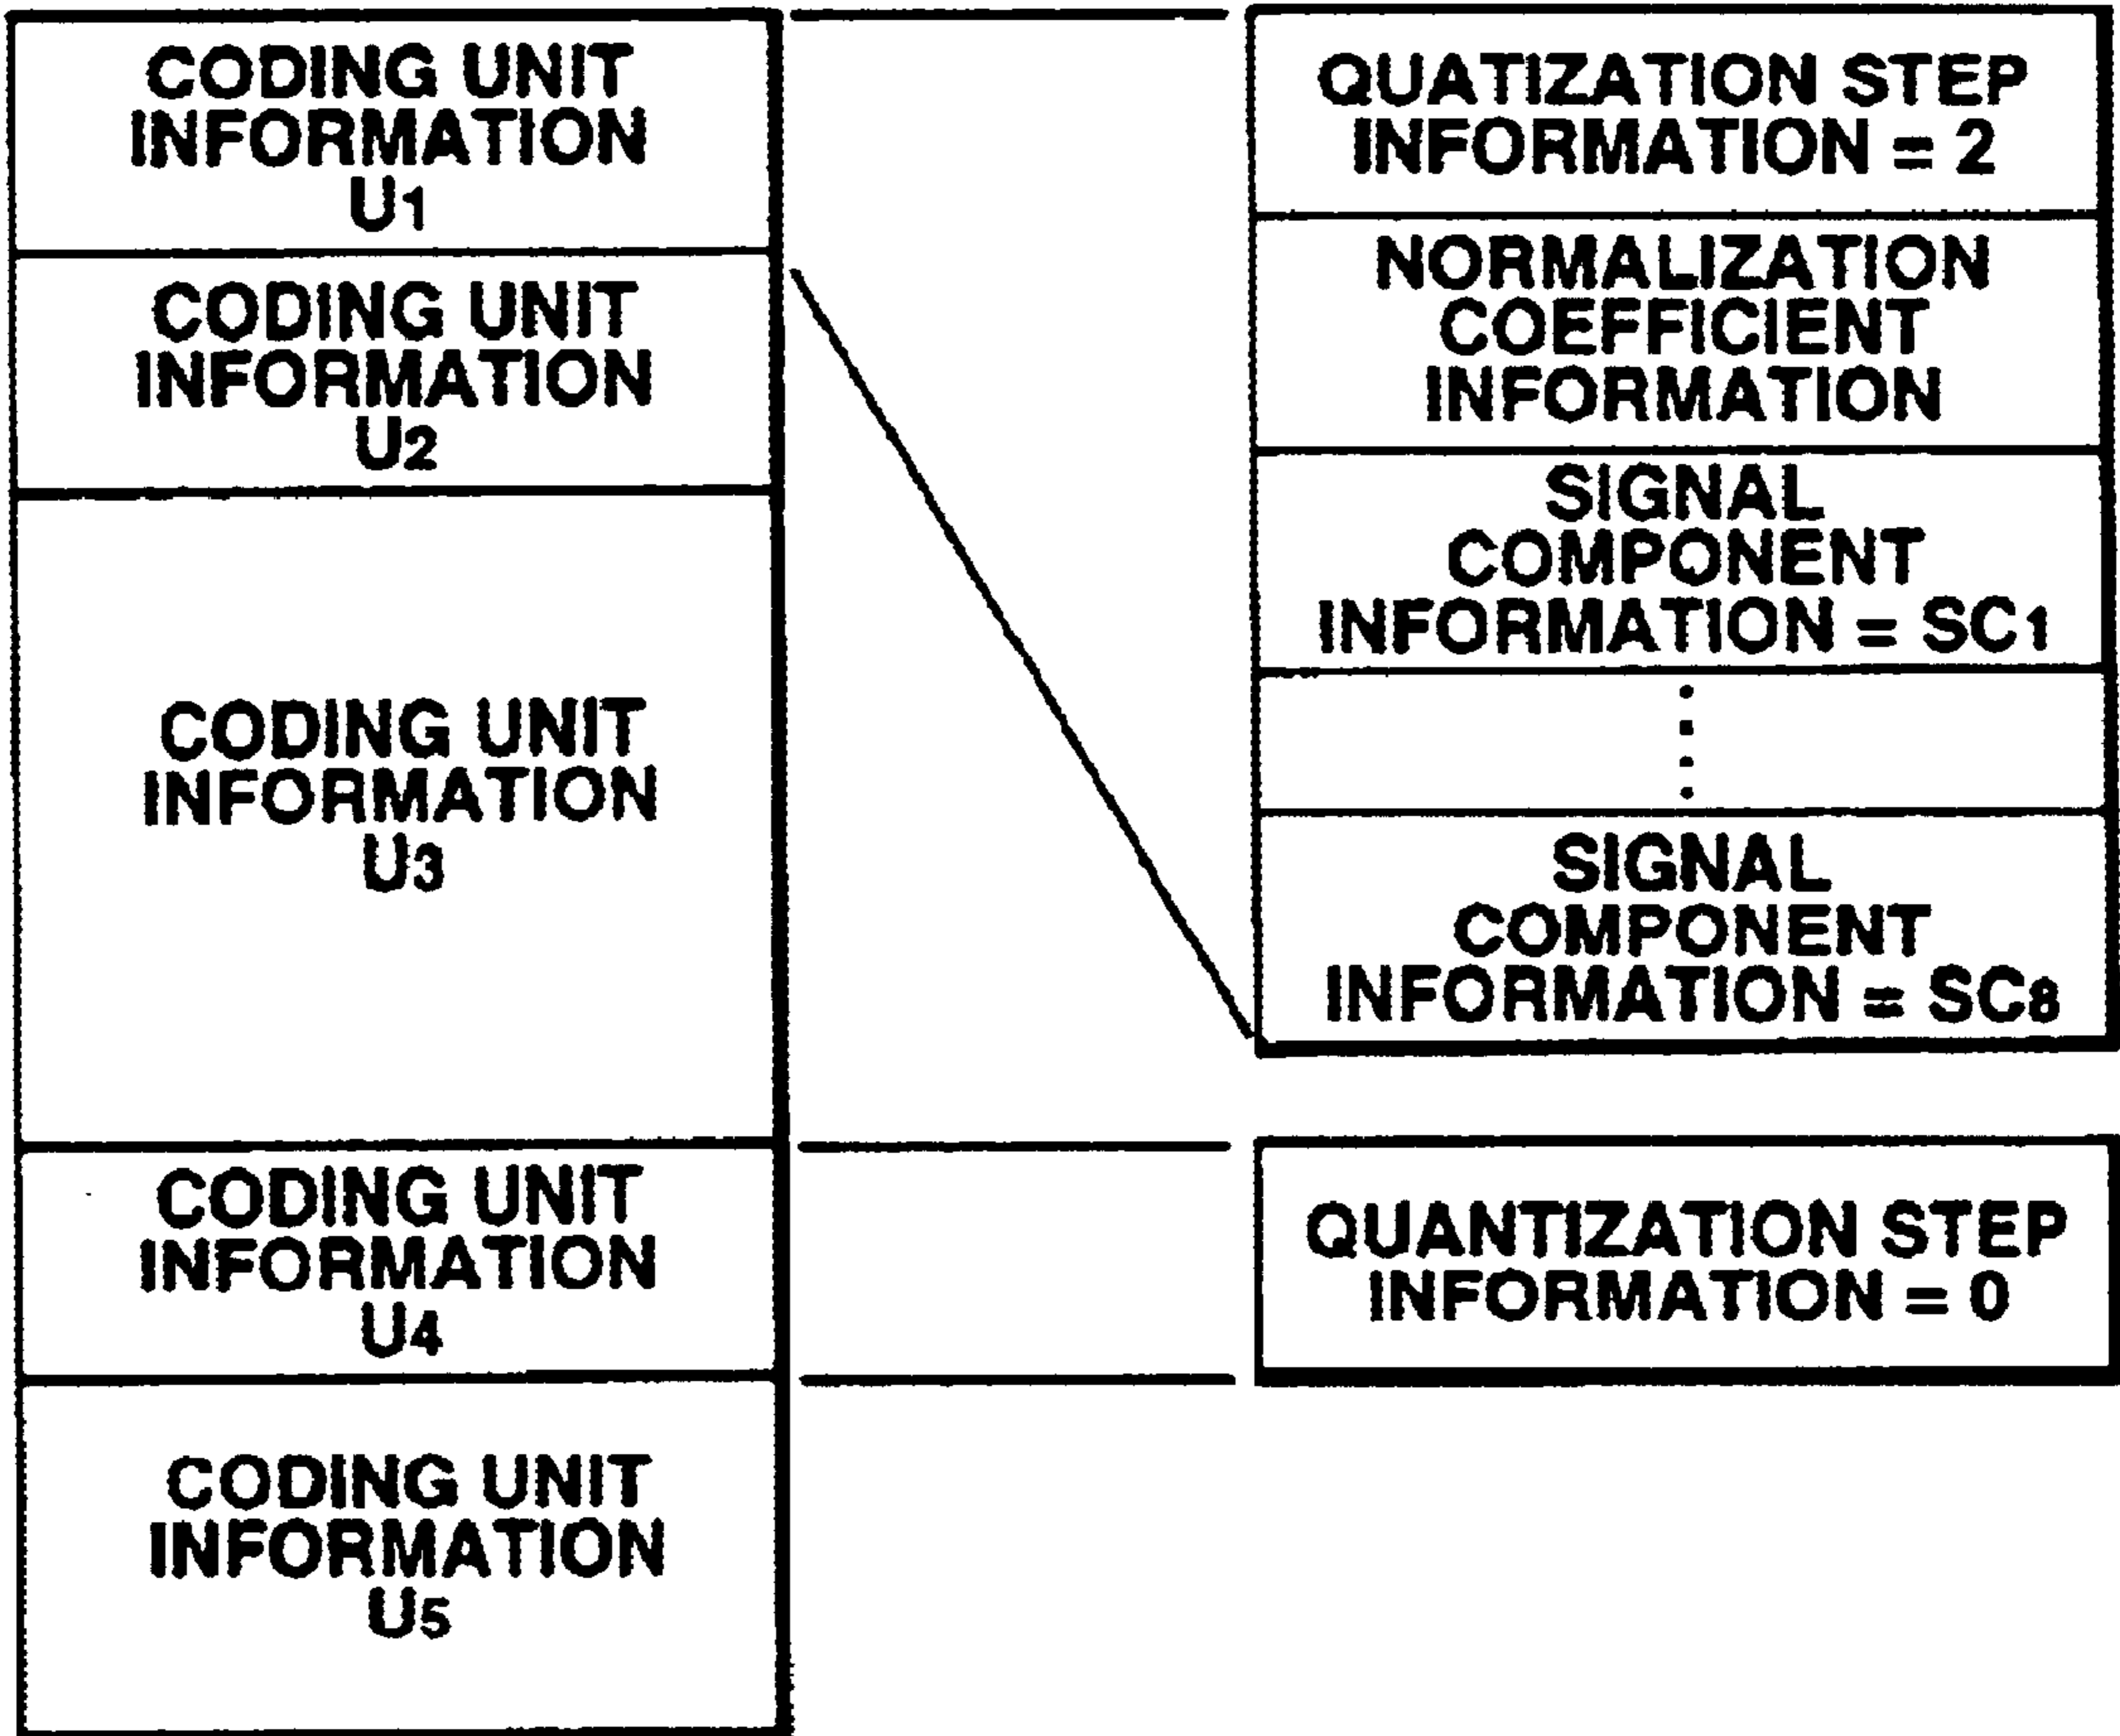 CODING UNIT
INFORMATION
U1
CODING UNIT
INFORMATION
U2
CODING UNIT
INFORMATION
U3
CODING UNIT
INFORMATION
U4
CODING UNIT
INFORMATION
U5
QUATIZATION STEP
INFORMATION = 2
NORMALIZATION
COEFFICIENT
INFORMATION
SIGNAL
COMPONENT
INFORMATION = SC1
SIGNAL
COMPONENT
INFORMATION = SC8
QUANTIZATION STEP
INFORMATION = 0